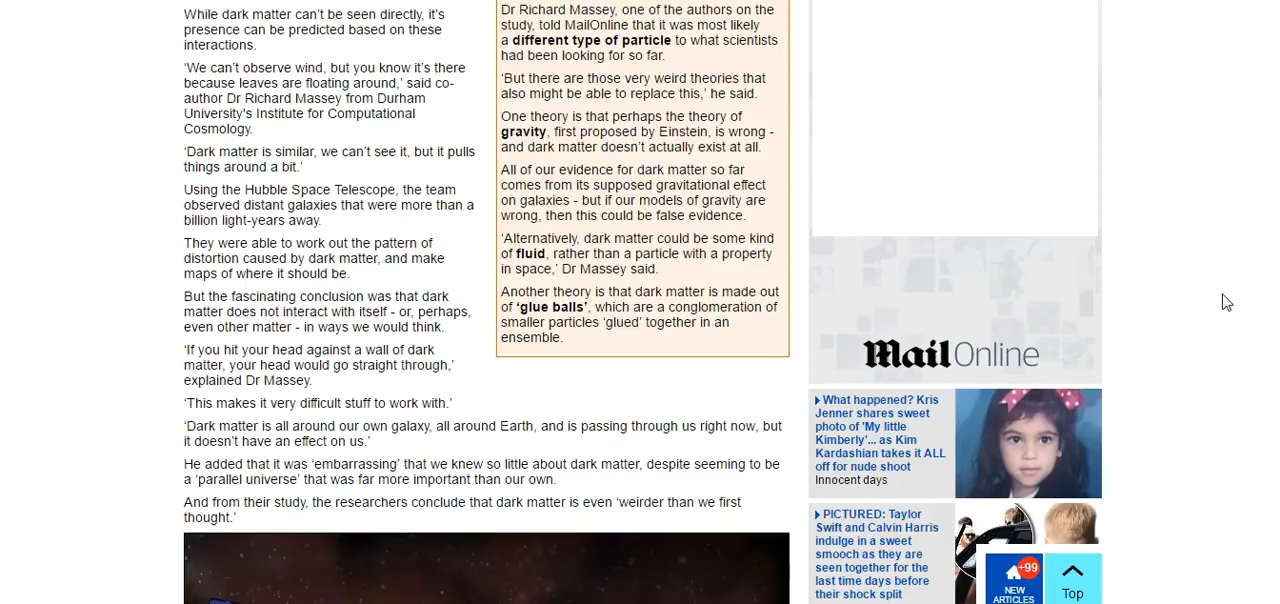 While dark matter can't be seen directly, it's
presence can be predicted based on these
interactions.
'We can't observe wind, but you know it's there
because leaves are floating around,' said co-
author Dr Richard Massey from Durham
University's Institute for Computational
Cosmology.
'Dark matter is similar, we can't see it, but it pulls
things around a bit.'
Using the Hubble Space Telescope, the team
observed distant galaxies that were more than a
billion light-years away.
They were able to work out the pattern of
distortion caused by dark matter, and make
maps of where it should be.
But the fascinating conclusion was that dark
matter does not interact with itself - or, perhaps,
even other matter - in ways we would think.
'If you hit your head against a wall of dark
matter, your head would go straight through,'
explained Dr Massey.
'This makes it very difficult stuff to work with.'
'Dark matter is all around our own galaxy, all around Earth, and is passing through us right now, but
it doesn't have an effect on us.'
He added that it was 'embarrassing' that we knew so little about dark matter, despite seeming to be
a 'parallel universe' that was far more important than our own.
And from their study, the researchers conclude that dark matter is even 'weirder than we first
thought.'
Dr Richard Massey, one of the authors on the
study, told MailOnline that it was most likely
a different type of particle to what scientists
had been looking for so far.
'But there are those very weird theories that
also might be able to replace this,' he said.
One theory is that perhaps the theory of
gravity, first proposed by Einstein, is wrong -
and dark matter doesn't actually exist at all.
All of our evidence for dark matter so far
comes from its supposed gravitational effect
on galaxies - but if our models of gravity are
wrong, then this could be false evidence.
'Alternatively, dark matter could be some kind
of fluid, rather than a particle with a property
in space,' Dr Massey said.
Another theory is that dark matter is made out
of 'glue balls', which are a conglomeration of
smaller particles 'glued' together in an
ensemble.
Mail Online
What happened? Kris
Jenner shares sweet
photo of 'My little
Kimberly'... as Kim
Kardashian takes it ALL
off for nude shoot
Innocent days
PICTURED: Taylor
Swift and Calvin Harris
indulge in a sweet
smooch as they are
seen together for the
last time days before
their shock split
+99
NEW
ARTICLES
Top